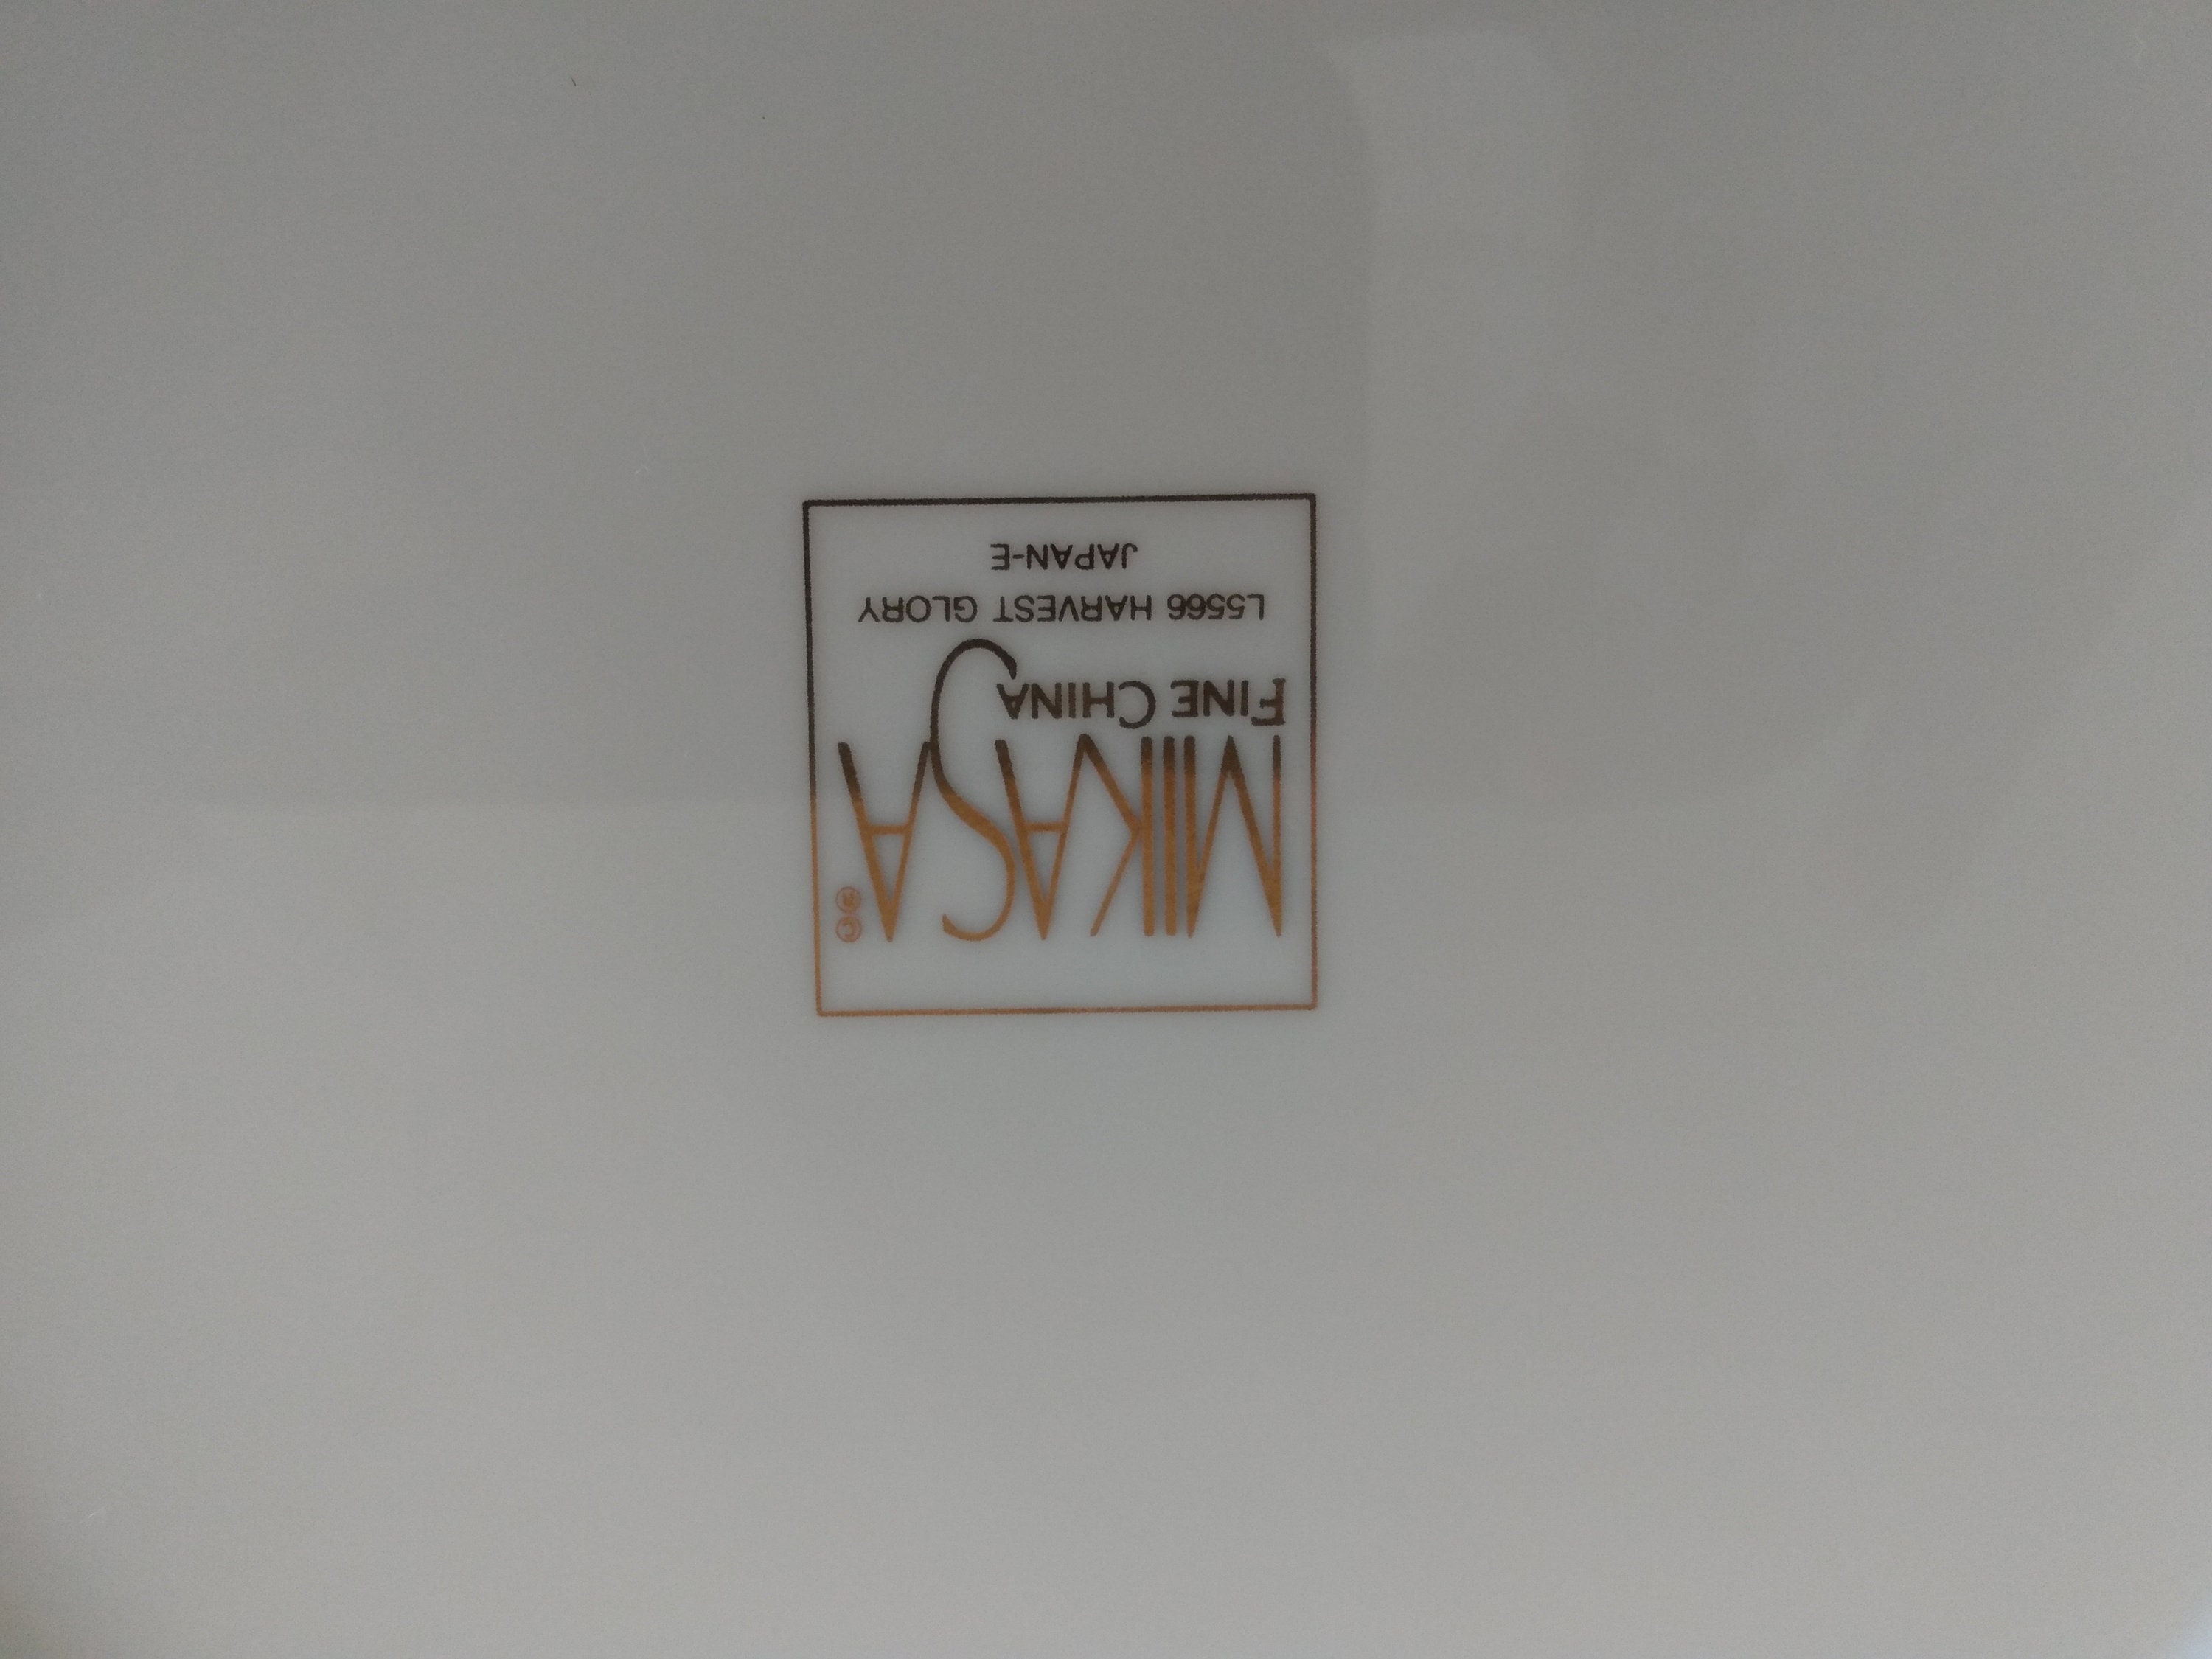 MIKASA ©®
FINE CHINA
L5566 HARVEST GLORY
JAPAN-E